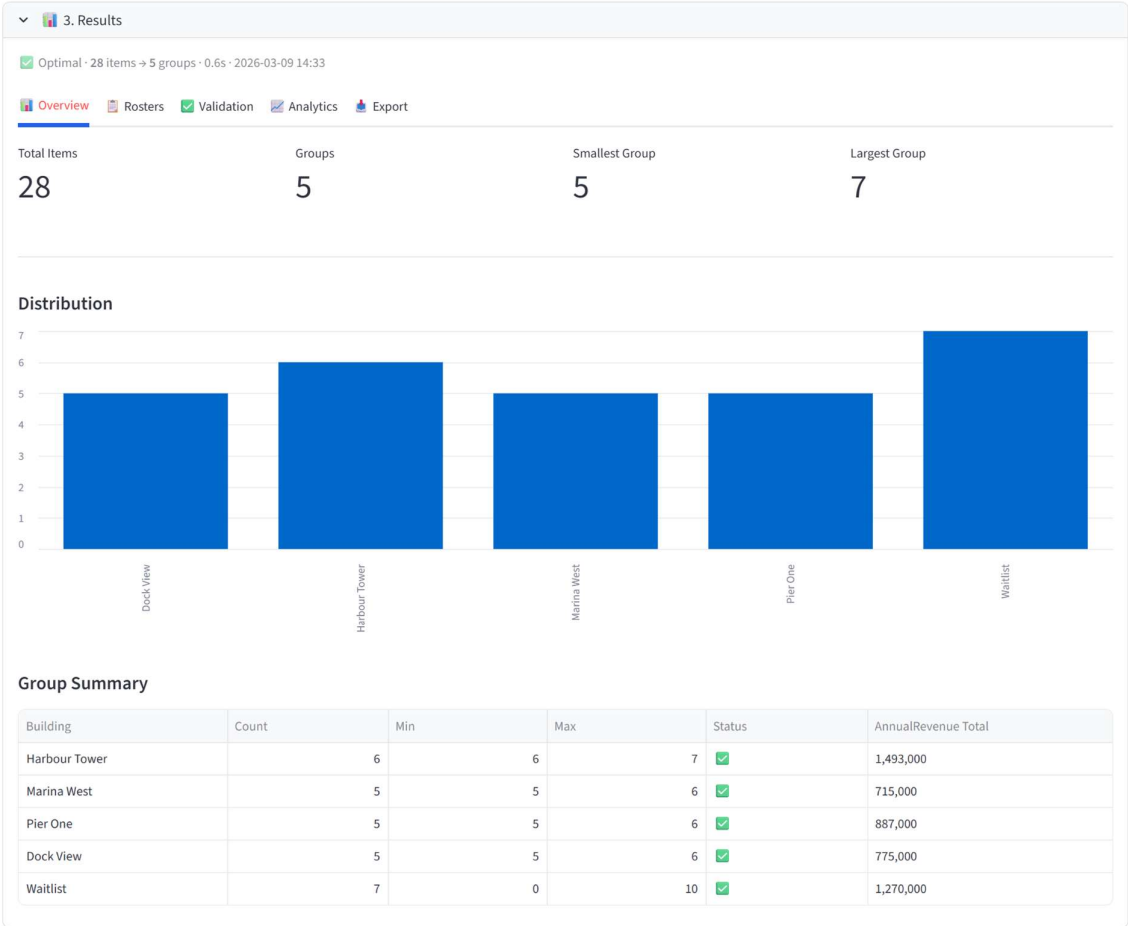 3. Results
Optimal · 28 items → 5 groups · 0.6s · 2026-03-09 14:33
Overview Rosters Validation Analytics Export
Total Items Groups Smallest Group Largest Group
28 5 5 7
Distribution
7
6
5
4
3
2
1
0
Dock View Harbour Tower Marina West Pier One Waitlist
Group Summary
Building Count Min Max Status AnnualRevenue Total
Harbour Tower 6 6 7 ✅ 1,493,000
Marina West 5 5 6 ✅ 715,000
Pier One 5 5 6 ✅ 887,000
Dock View 5 5 6 ✅ 775,000
Waitlist 7 0 10 ✅ 1,270,000